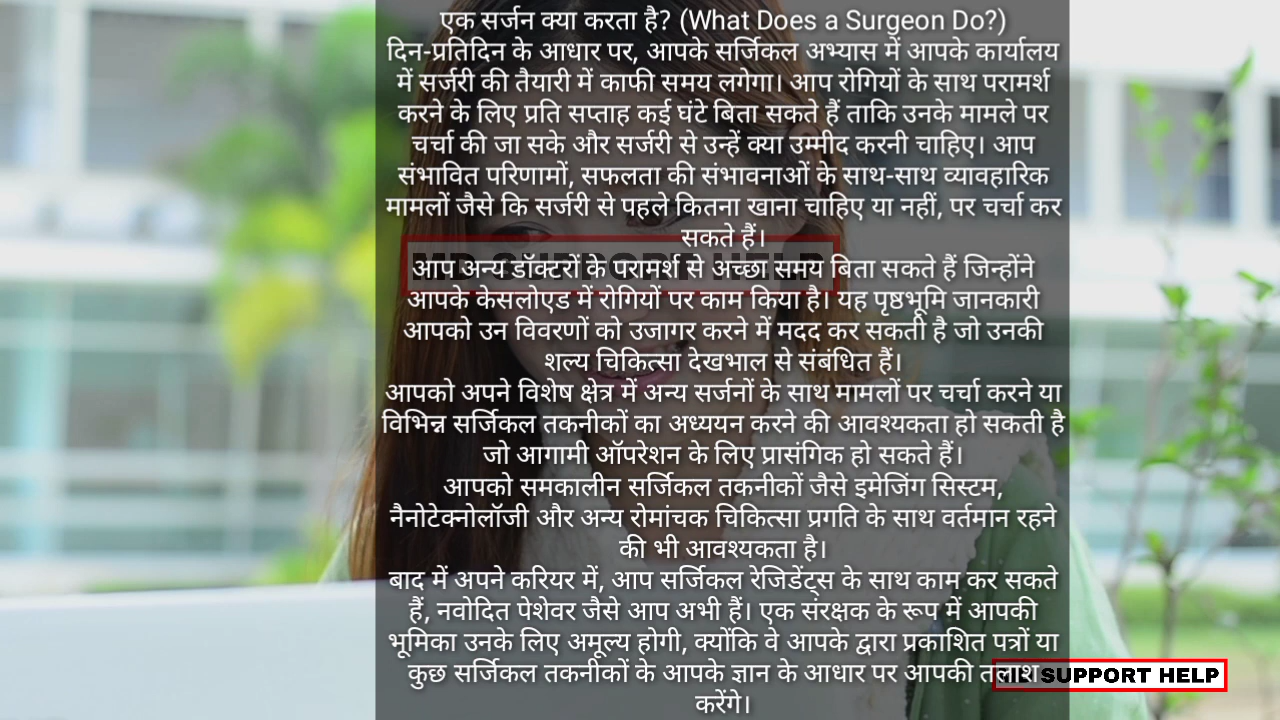 एक सर्जन क्या करता है? (What Does a Surgeon Do?)
दिन-प्रतिदिन के आधार पर, आपके सर्जिकल अभ्यास में आपके कार्यालय
में सर्जरी की तैयारी में काफी समय लगेगा। आप रोगियों के साथ परामर्श
करने के लिए प्रति सप्ताह कई घंटे बिता सकते हैं ताकि उनके मामले पर
चर्चा की जा सके और सर्जरी से उन्हें क्या उम्मीद करनी चाहिए। आप
संभावित परिणामों, सफलता की संभावनाओं के साथ-साथ व्यावहारिक
मामलों जैसे कि सर्जरी से पहले कितना खाना चाहिए या नहीं, पर चर्चा कर
सकते हैं।
आप अन्य डॉक्टरों के परामर्श से अच्छा समय बिता सकते हैं जिन्होंने
आपके केसलोएड में रोगियों पर काम किया है। यह पृष्ठभूमि जानकारी
आपको उन विवरणों को उजागर करने में मदद कर सकती है जो उनकी
शल्य चिकित्सा देखभाल से संबंधित हैं।
आपको अपने विशेष क्षेत्र में अन्य सर्जनों के साथ मामलों पर चर्चा करने या
विभिन्न सर्जिकल तकनीकों का अध्ययन करने की आवश्यकता हो सकती है
जो आगामी ऑपरेशन के लिए प्रासंगिक हो सकते हैं।
आपको समकालीन सर्जिकल तकनीकों जैसे इमेजिंग सिस्टम,
नैनोटेक्नोलॉजी और अन्य रोमांचक चिकित्सा प्रगति के साथ वर्तमान रहने
की भी आवश्यकता है।
बाद में अपने करियर में, आप सर्जिकल रेजिडेंट्स के साथ काम कर सकते
हैं, नवोदित पेशेवर जैसे आप अभी हैं। एक संरक्षक के रूप में आपकी
भूमिका उनके लिए अमूल्य होगी, क्योंकि वे आपके द्वारा प्रकाशित पत्रों या
कुछ सर्जिकल तकनीकों के आपके ज्ञान के आधार पर आपकी तलाश
करेंगे।
SUPPORT HELP